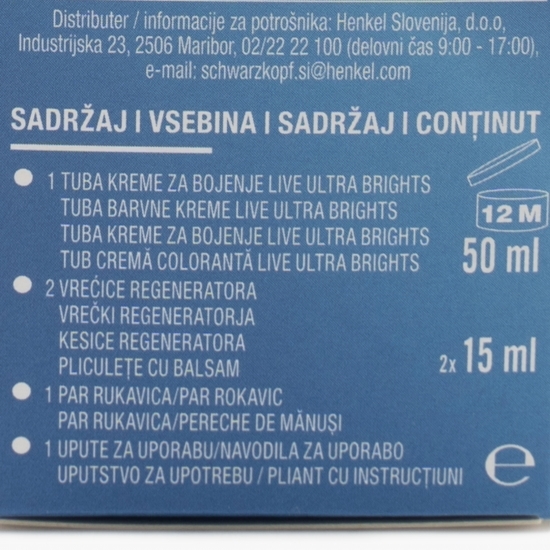 Distributer / informacije za potrošnika: Henkel Slovenija, d.o.o,
Industrijska 23, 2506 Maribor, 02/22 22 100 (delovni čas 9:00 - 17:00),
e-mail: schwarzkopf.si@henkel.com
SADRŽAJ I VSEBINA I SADRŽAJ I CONȚINUT
1 TUBA KREME ZA BOJENJE LIVE ULTRA BRIGHTS
TUBA BARVNE KREME LIVE ULTRA BRIGHTS
TUBA KREME ZA BOJENJE LIVE ULTRA BRIGHTS
TUB CREMĂ COLORANTĂ LIVE ULTRA BRIGHTS
12 M
50 ml
2 VREĆICE REGENERATORA
VREČKI REGENERATORJA
KESICE REGENERATORA
PLICULEȚE CU BALSAM
2x 15 ml
1 PAR RUKAVICA/PAR ROKAVIC
PAR RUKAVICA/PERECHE DE MĂNUȘI
1 UPUTE ZA UPORABU/NAVODILA ZA UPORABO
UPUTSTVO ZA UPOTREBU / PLIANT CU INSTRUCȚIUNI
℮